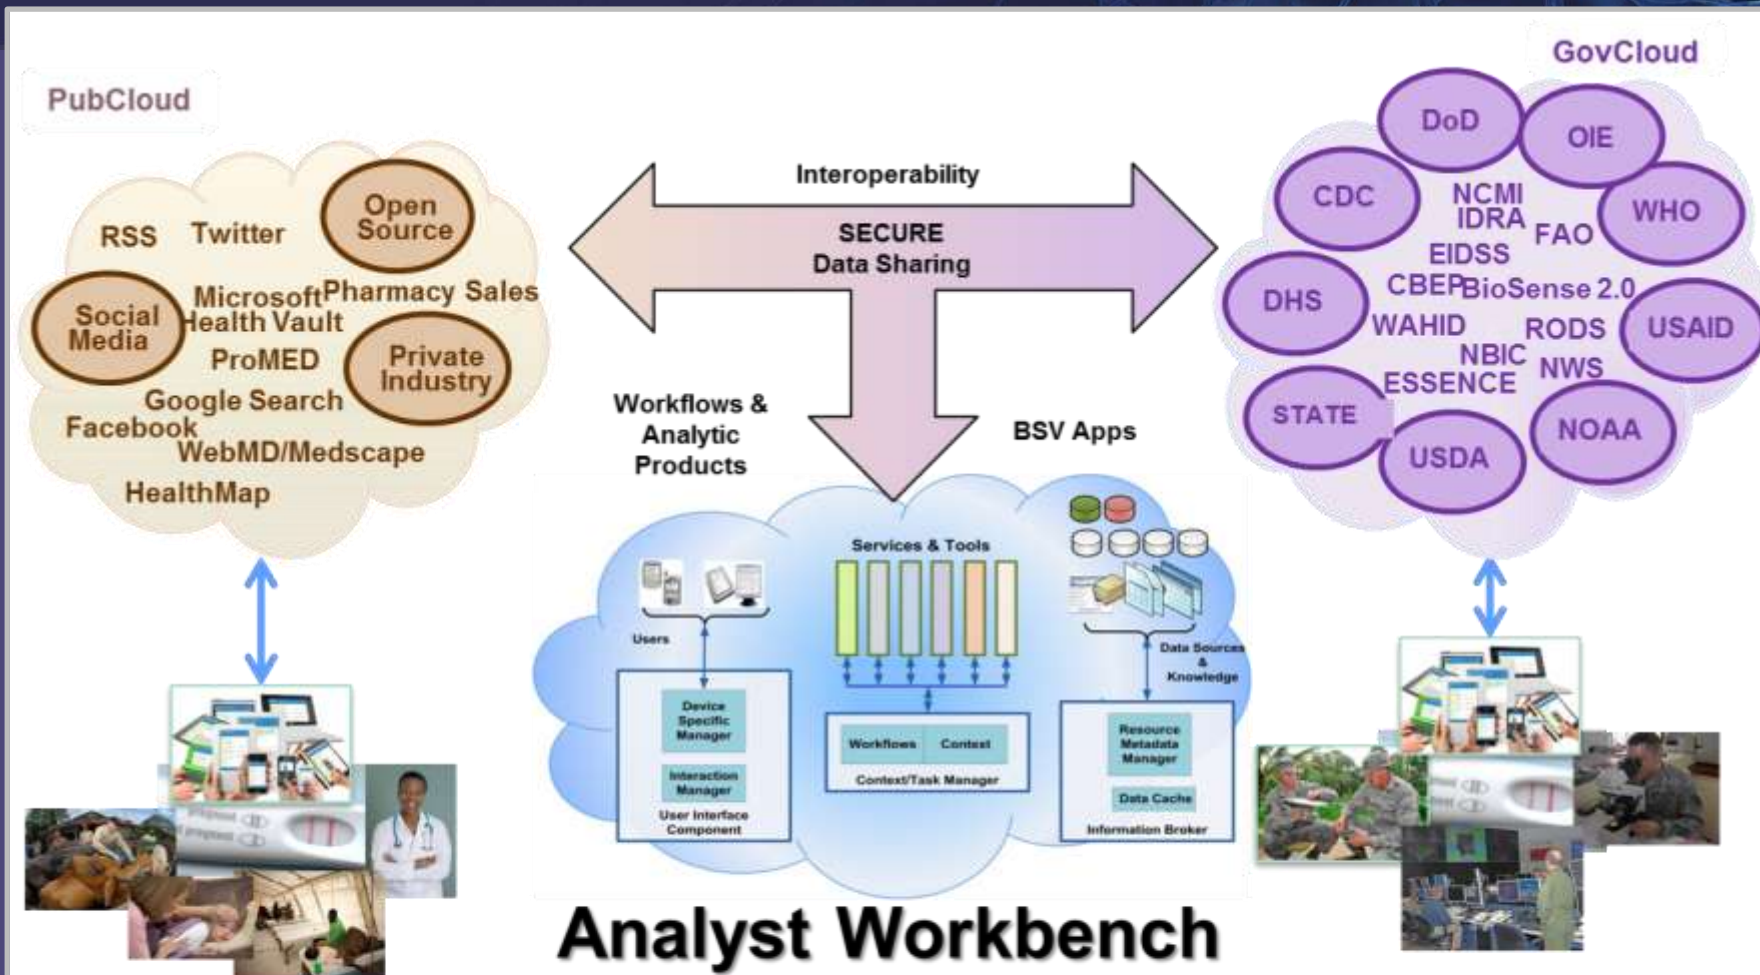 PubCloud
GovCloud
Open
Source
RSS
Twitter
Social
Media
Microsoft
Health Vault
Pharmacy Sales
ProMED
Private
Industry
Google Search
Facebook
WebMD/Medscape
HealthMap
Interoperability
SECURE
Data Sharing
Workflows &
Analytic
Products
BSV Apps
DoD
OIE
CDC
NCMI
IDRA
FAO
WHO
EIDSS
DHS
CBEP
BioSense 2.0
WAHID
RODS
USAID
NBIC
NWS
ESSENCE
STATE
USDA
NOAA
Services & Tools
Users
Data Sources
&
Knowledge
Device
Specific
Manager
Interaction
Manager
User Interface
Component
Workflows
Context
Context/Task Manager
Resource
Metadata
Manager
Data Cache
Information Broker
Analyst Workbench